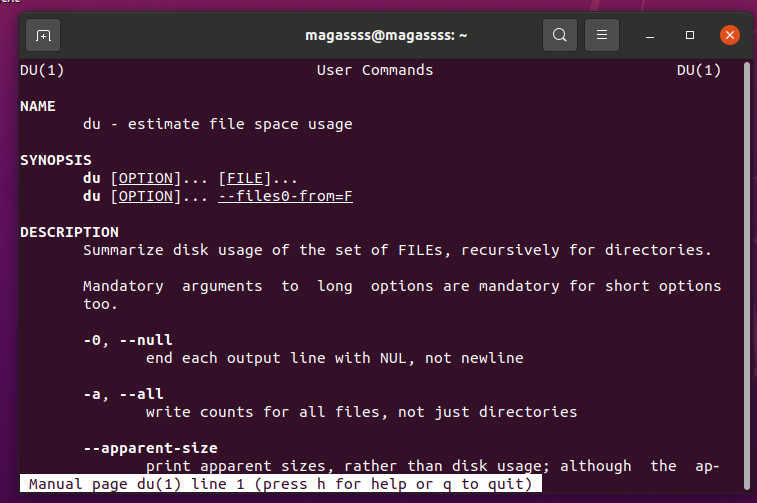 magassss@magassss: ~
DU(1) User Commands DU(1)
NAME
du - estimate file space usage
SYNOPSIS
du [OPTION]... [FILE]...
du [OPTION]... --files0-from=F
DESCRIPTION
Summarize disk usage of the set of FILEs, recursively for directories.
Mandatory arguments to long options are mandatory for short options
too.
-0, --null
end each output line with NUL, not newline
-a, --all
write counts for all files, not just directories
--apparent-size
print apparent sizes, rather than disk usage; although the ap-
Manual page du(1) line 1 (press h for help or q to quit)